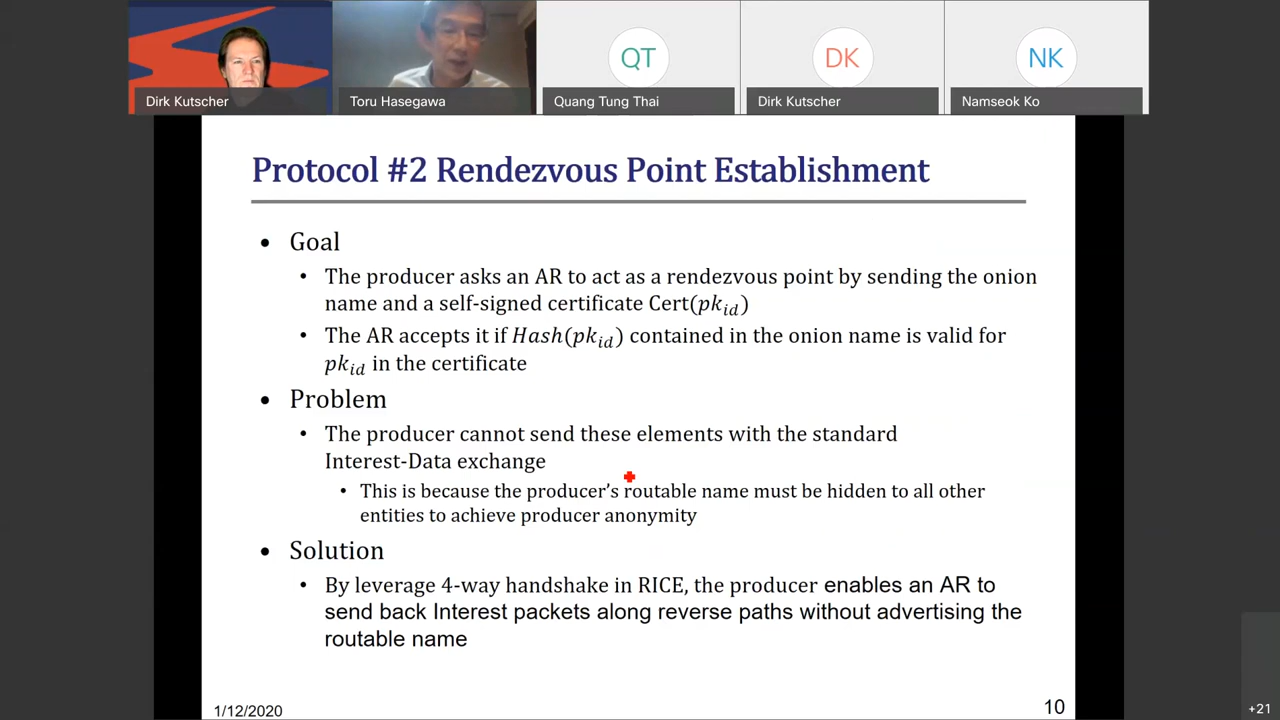 QT
DK
NK
Dirk Kutscher
Toru Hasegawa
Quang Tung Thai
Dirk Kutscher
Namseok Ko
Protocol #2 Rendezvous Point Establishment
• Goal
• The producer asks an AR to act as a rendezvous point by sending the onion
name and a self-signed certificate Cert(pk_id)
• The AR accepts it if Hash(pk_id) contained in the onion name is valid for
pk_id in the certificate
• Problem
• The producer cannot send these elements with the standard
Interest-Data exchange
• This is because the producer's routable name must be hidden to all other
entities to achieve producer anonymity
• Solution
• By leverage 4-way handshake in RICE, the producer enables an AR to
send back Interest packets along reverse paths without advertising the
routable name
1/12/2020
10
+21